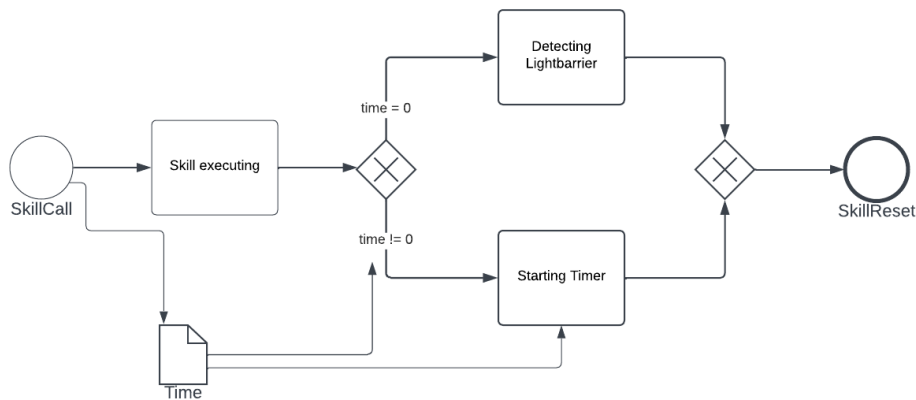 Detecting
Lightbarrier
time = 0
Skill executing
SkillCall
SkillReset
time != 0
Starting Timer
Time